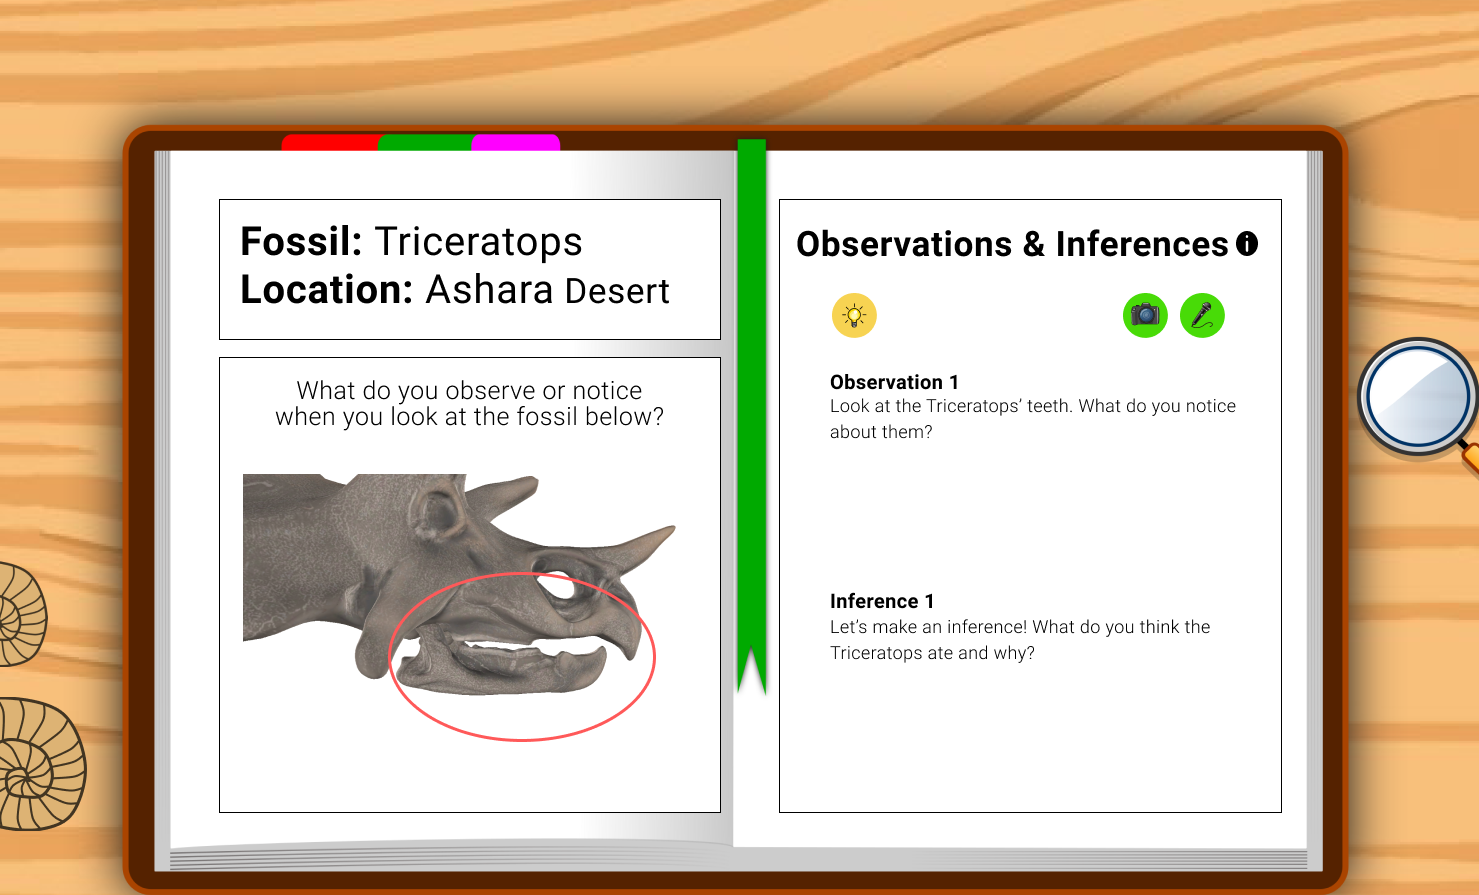 Fossil: Triceratops
Location: Ashara Desert
What do you observe or notice
when you look at the fossil below?
Observations & Inferences i
Observation 1
Look at the Triceratops’ teeth. What do you notice
about them?
Inference 1
Let’s make an inference! What do you think the
Triceratops ate and why?